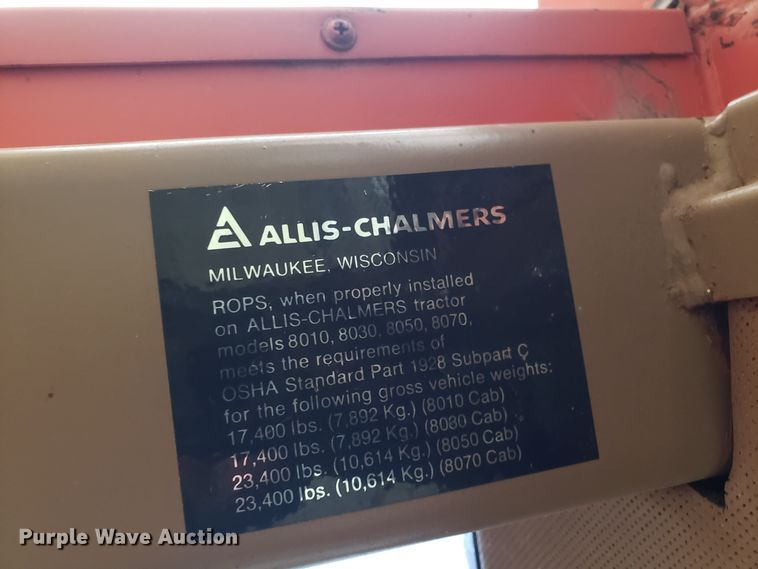 ALLIS-CHALMERS
MILWAUKEE, WISCONSIN
ROPS, when properly installed
on ALLIS-CHALMERS tractor
models 8010, 8030, 8050, 8070,
meets the requirements of
OSHA Standard Part 1928 Subpart C
for the following gross vehicle weights:
17,400 lbs. (7,892 Kg.) (8010 Cab)
17,400 lbs. (7,892 Kg.) (8030 Cab)
23,400 lbs. (10,614 Kg.) (8050 Cab)
23,400 lbs. (10,614 Kg.) (8070 Cab)
Purple Wave Auction